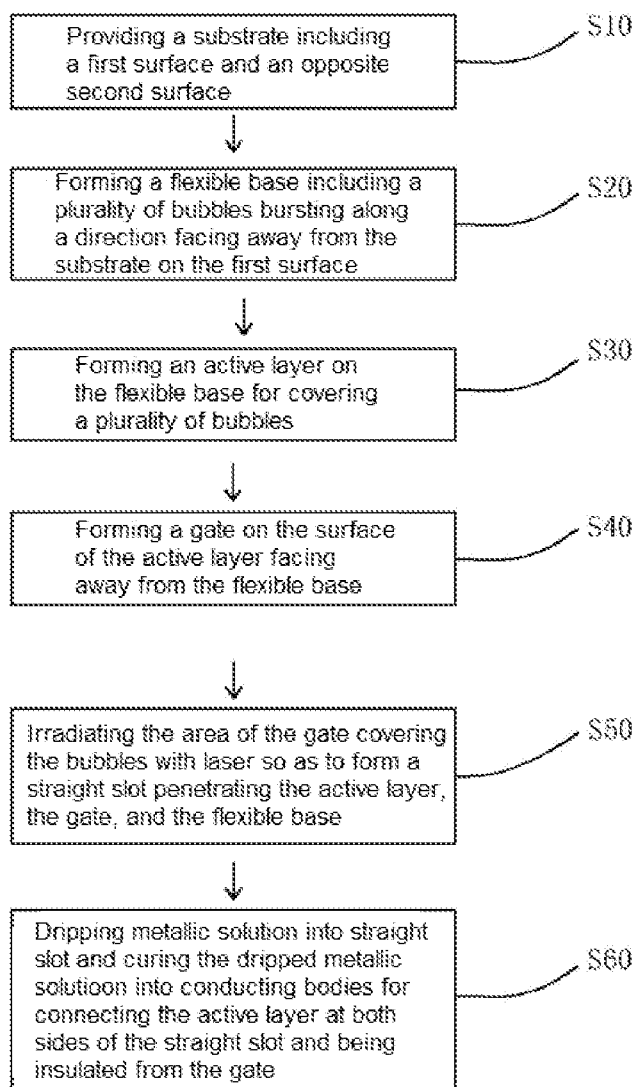 Providing a substrate including
a first surface and an opposite
second surface
S10
Forming a flexible base including a
plurality of bubbles bursting along
a direction facing away from the
substrate on the first surface
S20
Forming an active layer on
the flexible base for covering
a plurality of bubbles
S30
Forming a gate on the surface
of the active layer facing
away from the flexible base
S40
Irradiating the area of the gate covering
the bubbles with laser so as to form a
straight slot penetrating the active layer,
the gate, and the flexible base
S50
Dripping metallic solution into straight
slot and curing the dripped metallic
solutioon into conducting bodies for
connecting the active layer at both
sides of the straight slot and being
insulated from the gate
S60